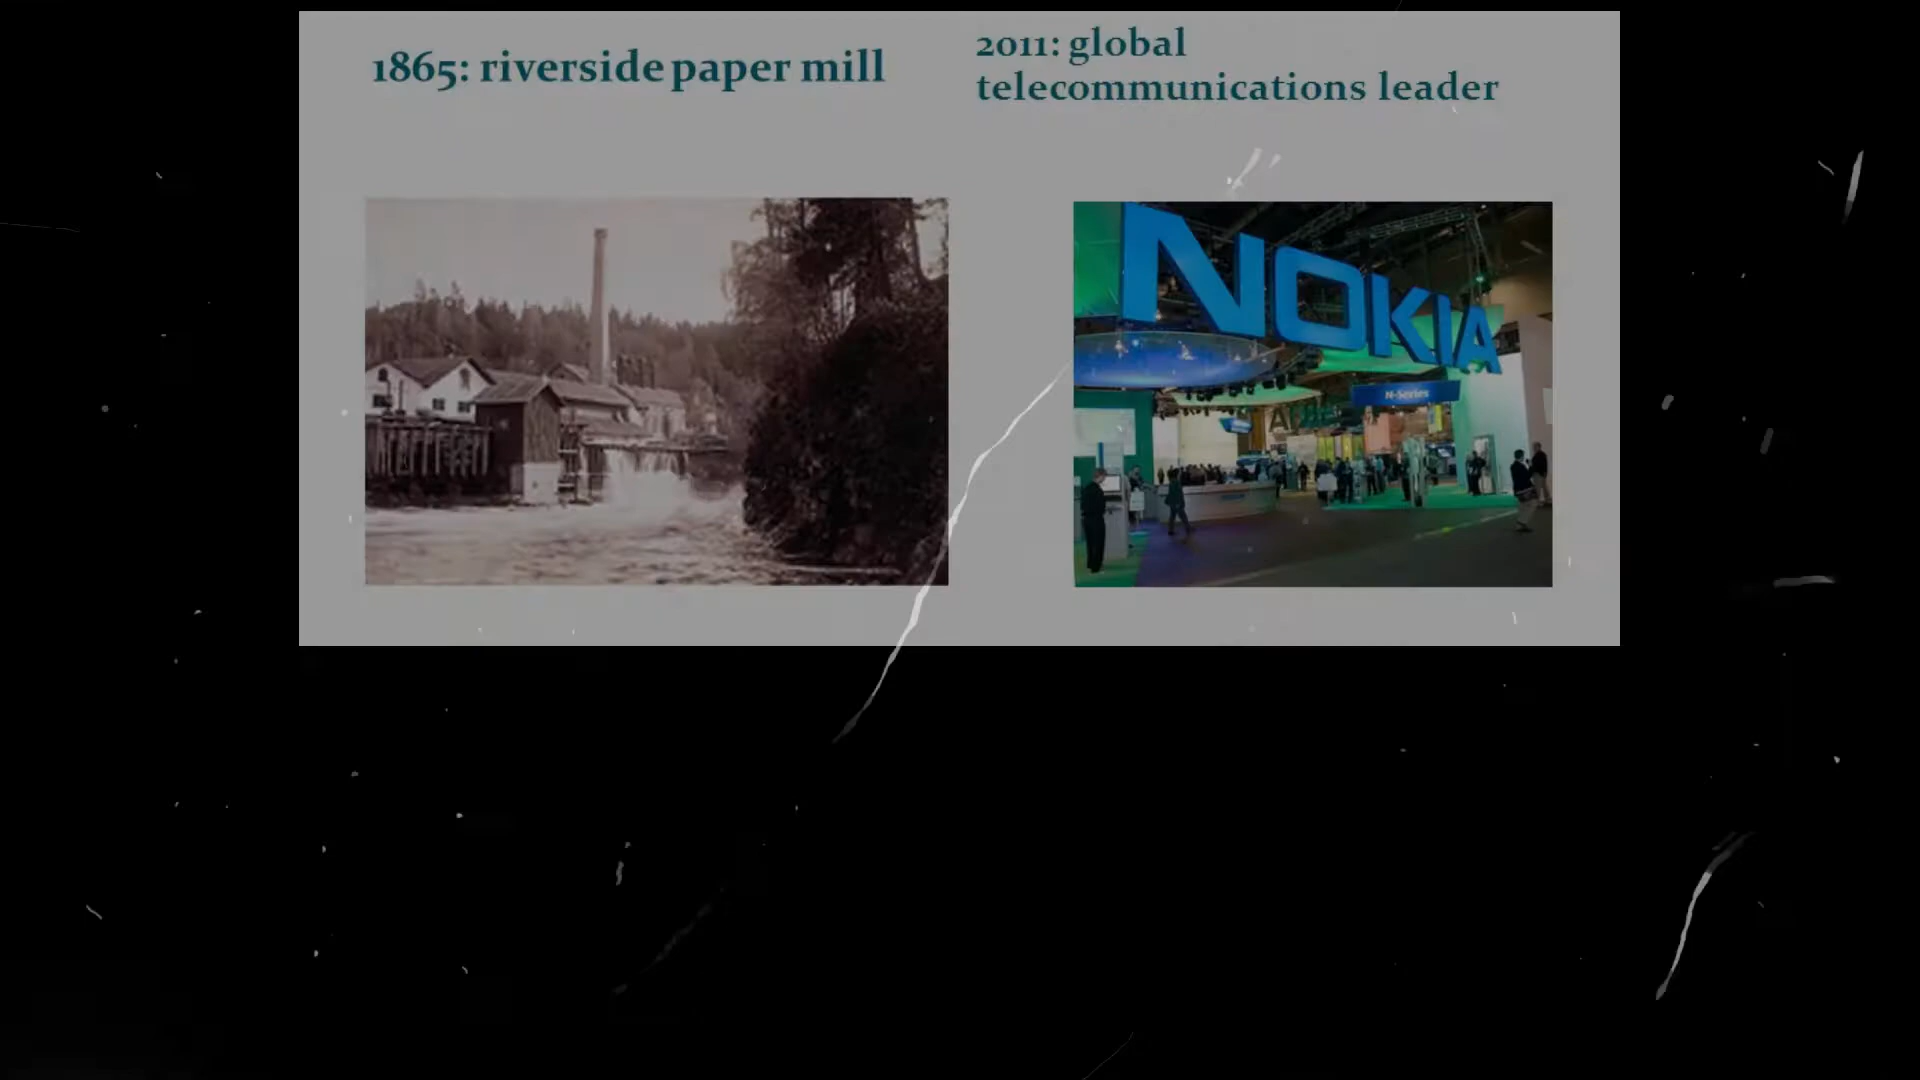 1865: riverside paper mill
2011: global
telecommunications leader
NOKIA
N-Series